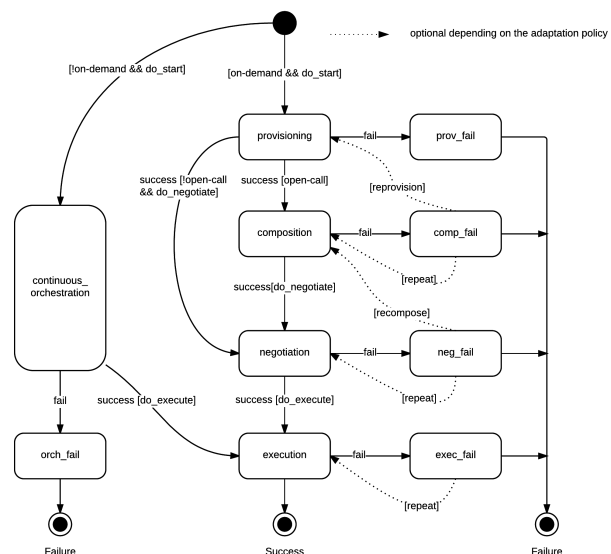 optional depending on the adaptation policy
[!on-demand && do_start]
[on-demand && do_start]
provisioning
fail
prov_fail
success [!open-call
&& do_negotiate]
success [open-call]
[reprovision]
composition
fail
comp_fail
continuous_
orchestration
[repeat]
success[do_negotiate]
[recompose]
negotiation
fail
neg_fail
fail
success [do_execute]
success [do_execute]
[repeat]
orch_fail
execution
fail
exec_fail
[repeat]
Failure
Success
Failure